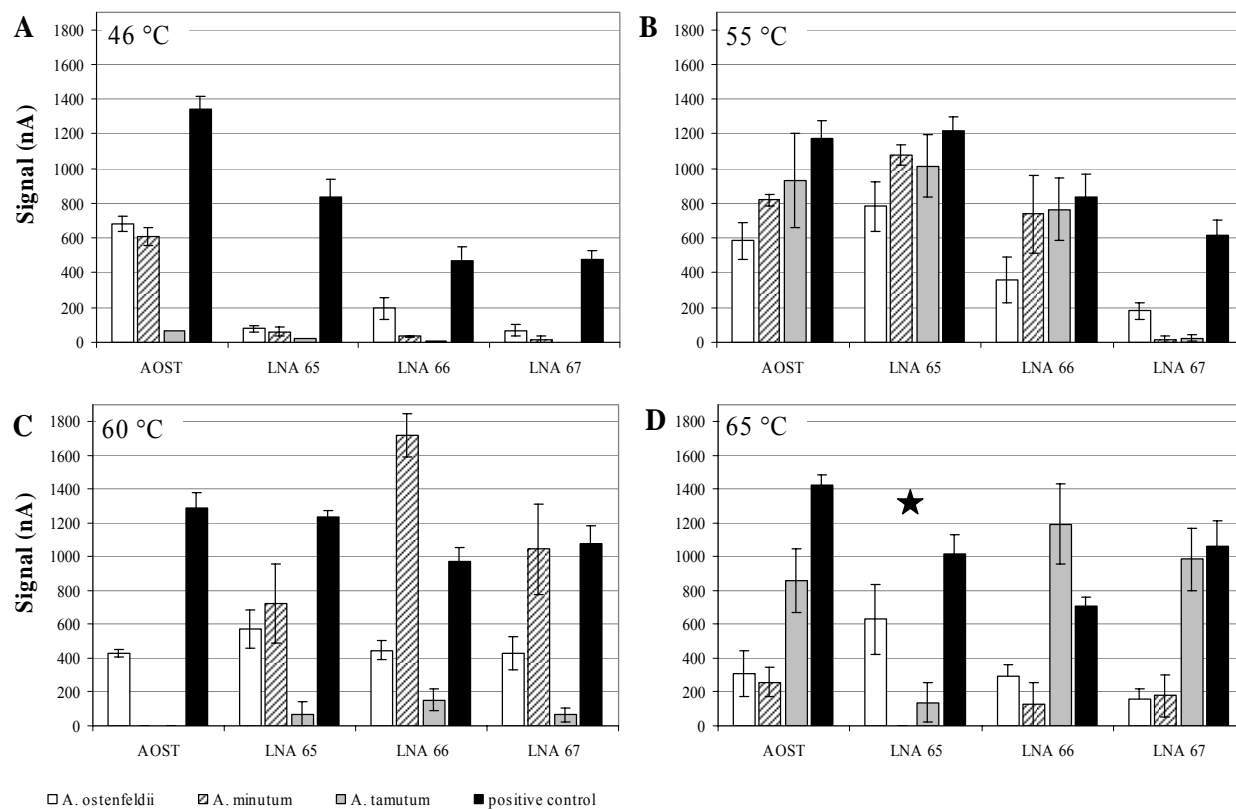 A
46 °C
1800
1600
1400
1200
1000
800
600
400
200
0
Signal (nA)
AOST LNA 65 LNA 66 LNA 67
B
55 °C
1800
1600
1400
1200
1000
800
600
400
200
0
AOST LNA 65 LNA 66 LNA 67
C
60 °C
1800
1600
1400
1200
1000
800
600
400
200
0
Signal (nA)
AOST LNA 65 LNA 66 LNA 67
D
65 °C
1800
1600
1400
1200
1000
800
600
400
200
0
AOST LNA 65 LNA 66 LNA 67
A. ostenfeldii A. minutum A. tamutum positive control